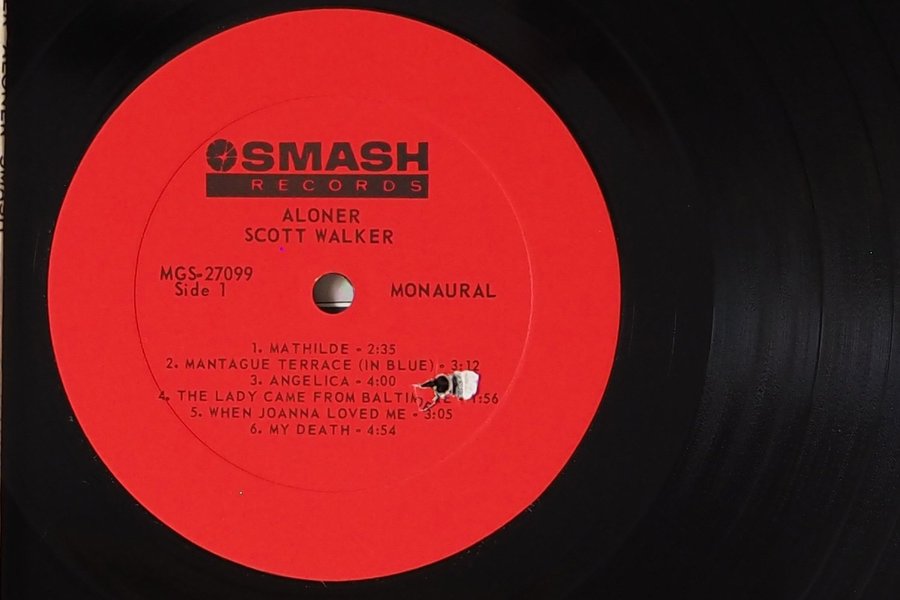 SMASH
RECORDS
ALONER
SCOTT WALKER
MGS-27099
Side 1
MONAURAL
1. MATHILDE - 2:35
2. MANTAGUE TERRACE (IN BLUE) - 3:12
3. ANGELICA - 4:00
4. THE LADY CAME FROM - 1:56
5. WHEN JOANNA LOVED ME - 3:05
6. MY DEATH - 4:54